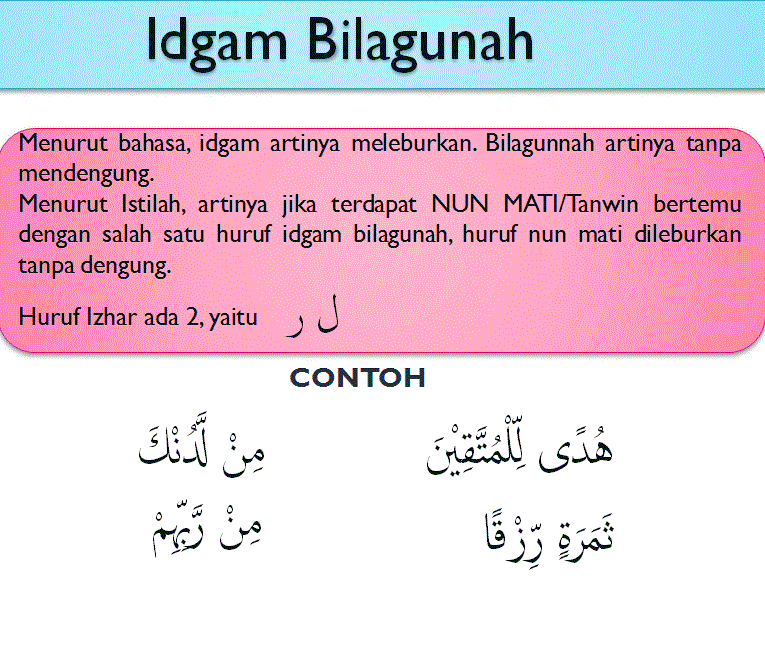 Idgam Bilagunah
Menurut bahasa, idgam artinya meleburkan. Bilagunnah artinya tanpa
mendengung.
Menurut Istilah, artinya jika terdapat NUN MATI/Tanwin bertemu
dengan salah satu huruf idgam bilagunah, huruf nun mati dileburkan
tanpa dengung.
Huruf Izhar ada 2, yaitu ل ر
CONTOH
هُدًى لِّلْمُتَّقِيْنَ مِنْ لَّدُنْكَ
ثَمَرَةٍ رِّزْقًا مِنْ رَّبِّهِمْ